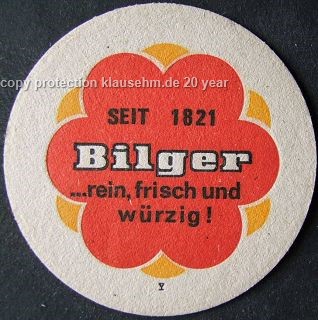 copy protection klausehm.de 20 year
SEIT 1821
Bilger
...rein, frisch und
würzig!
V